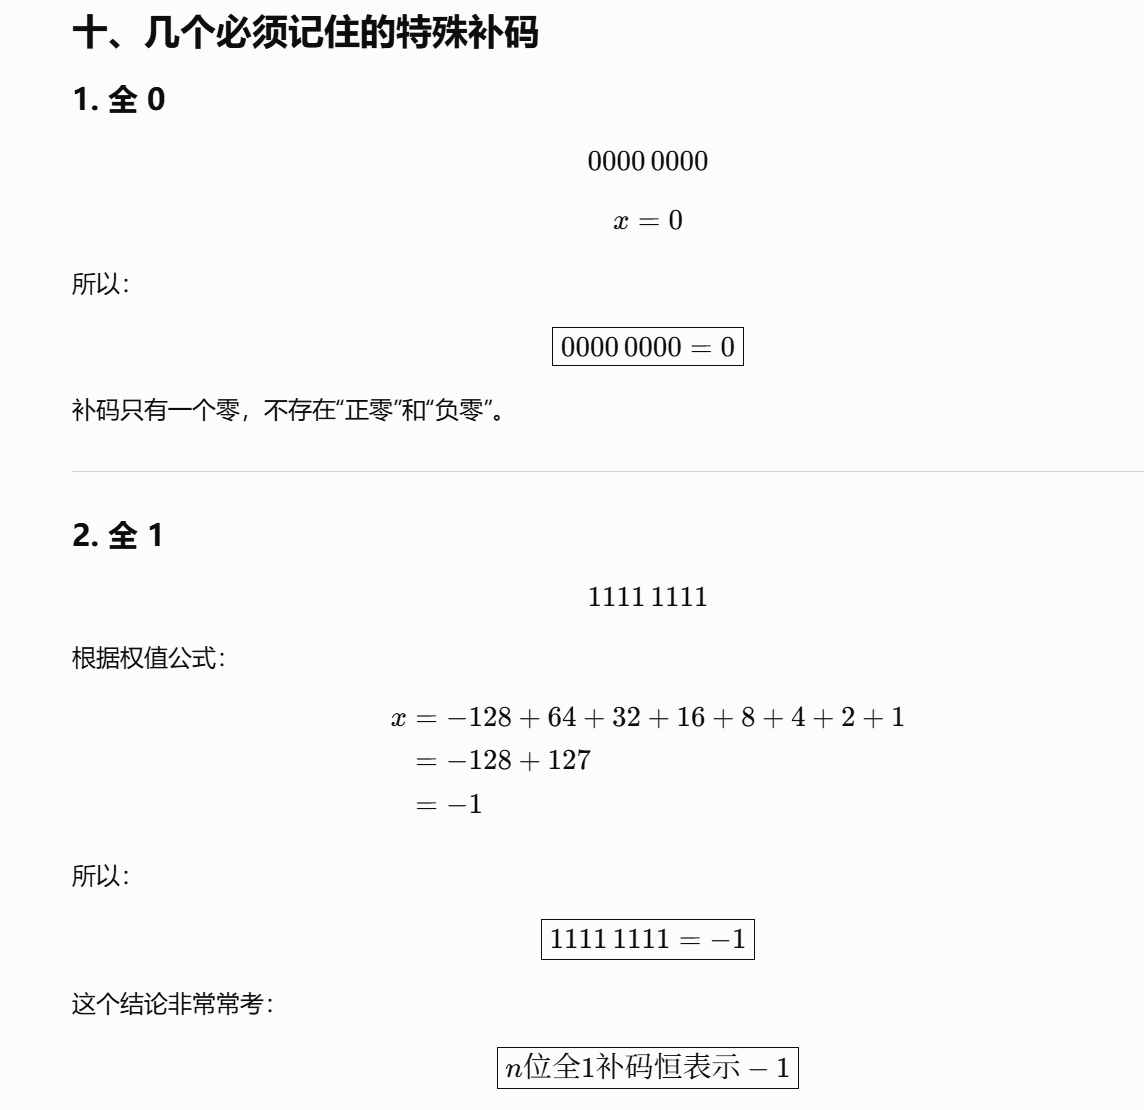 十、几个必须记住的特殊补码
1. 全 0
0000 0000
x = 0
所以：
0000 0000 = 0
补码只有一个零，不存在“正零”和“负零”。
2. 全 1
1111 1111
根据权值公式：
x = −128 + 64 + 32 + 16 + 8 + 4 + 2 + 1
= −128 + 127
= −1
所以：
1111 1111 = −1
这个结论非常常考：
n位全1补码恒表示 − 1